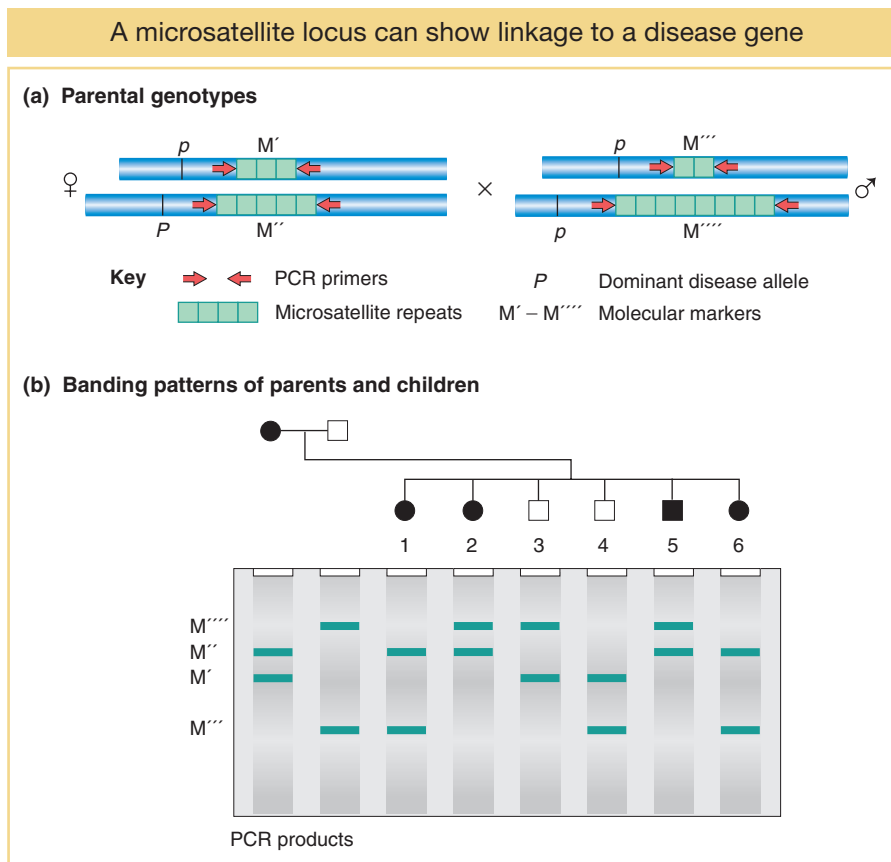 A microsatellite locus can show linkage to a disease gene
(a) Parental genotypes
p M′ p M‴
♀ × ♂
P M″ p M⁗
Key PCR primers P Dominant disease allele
Microsatellite repeats M′ – M⁗ Molecular markers
(b) Banding patterns of parents and children
1 2 3 4 5 6
M⁗
M″
M′
M‴
PCR products